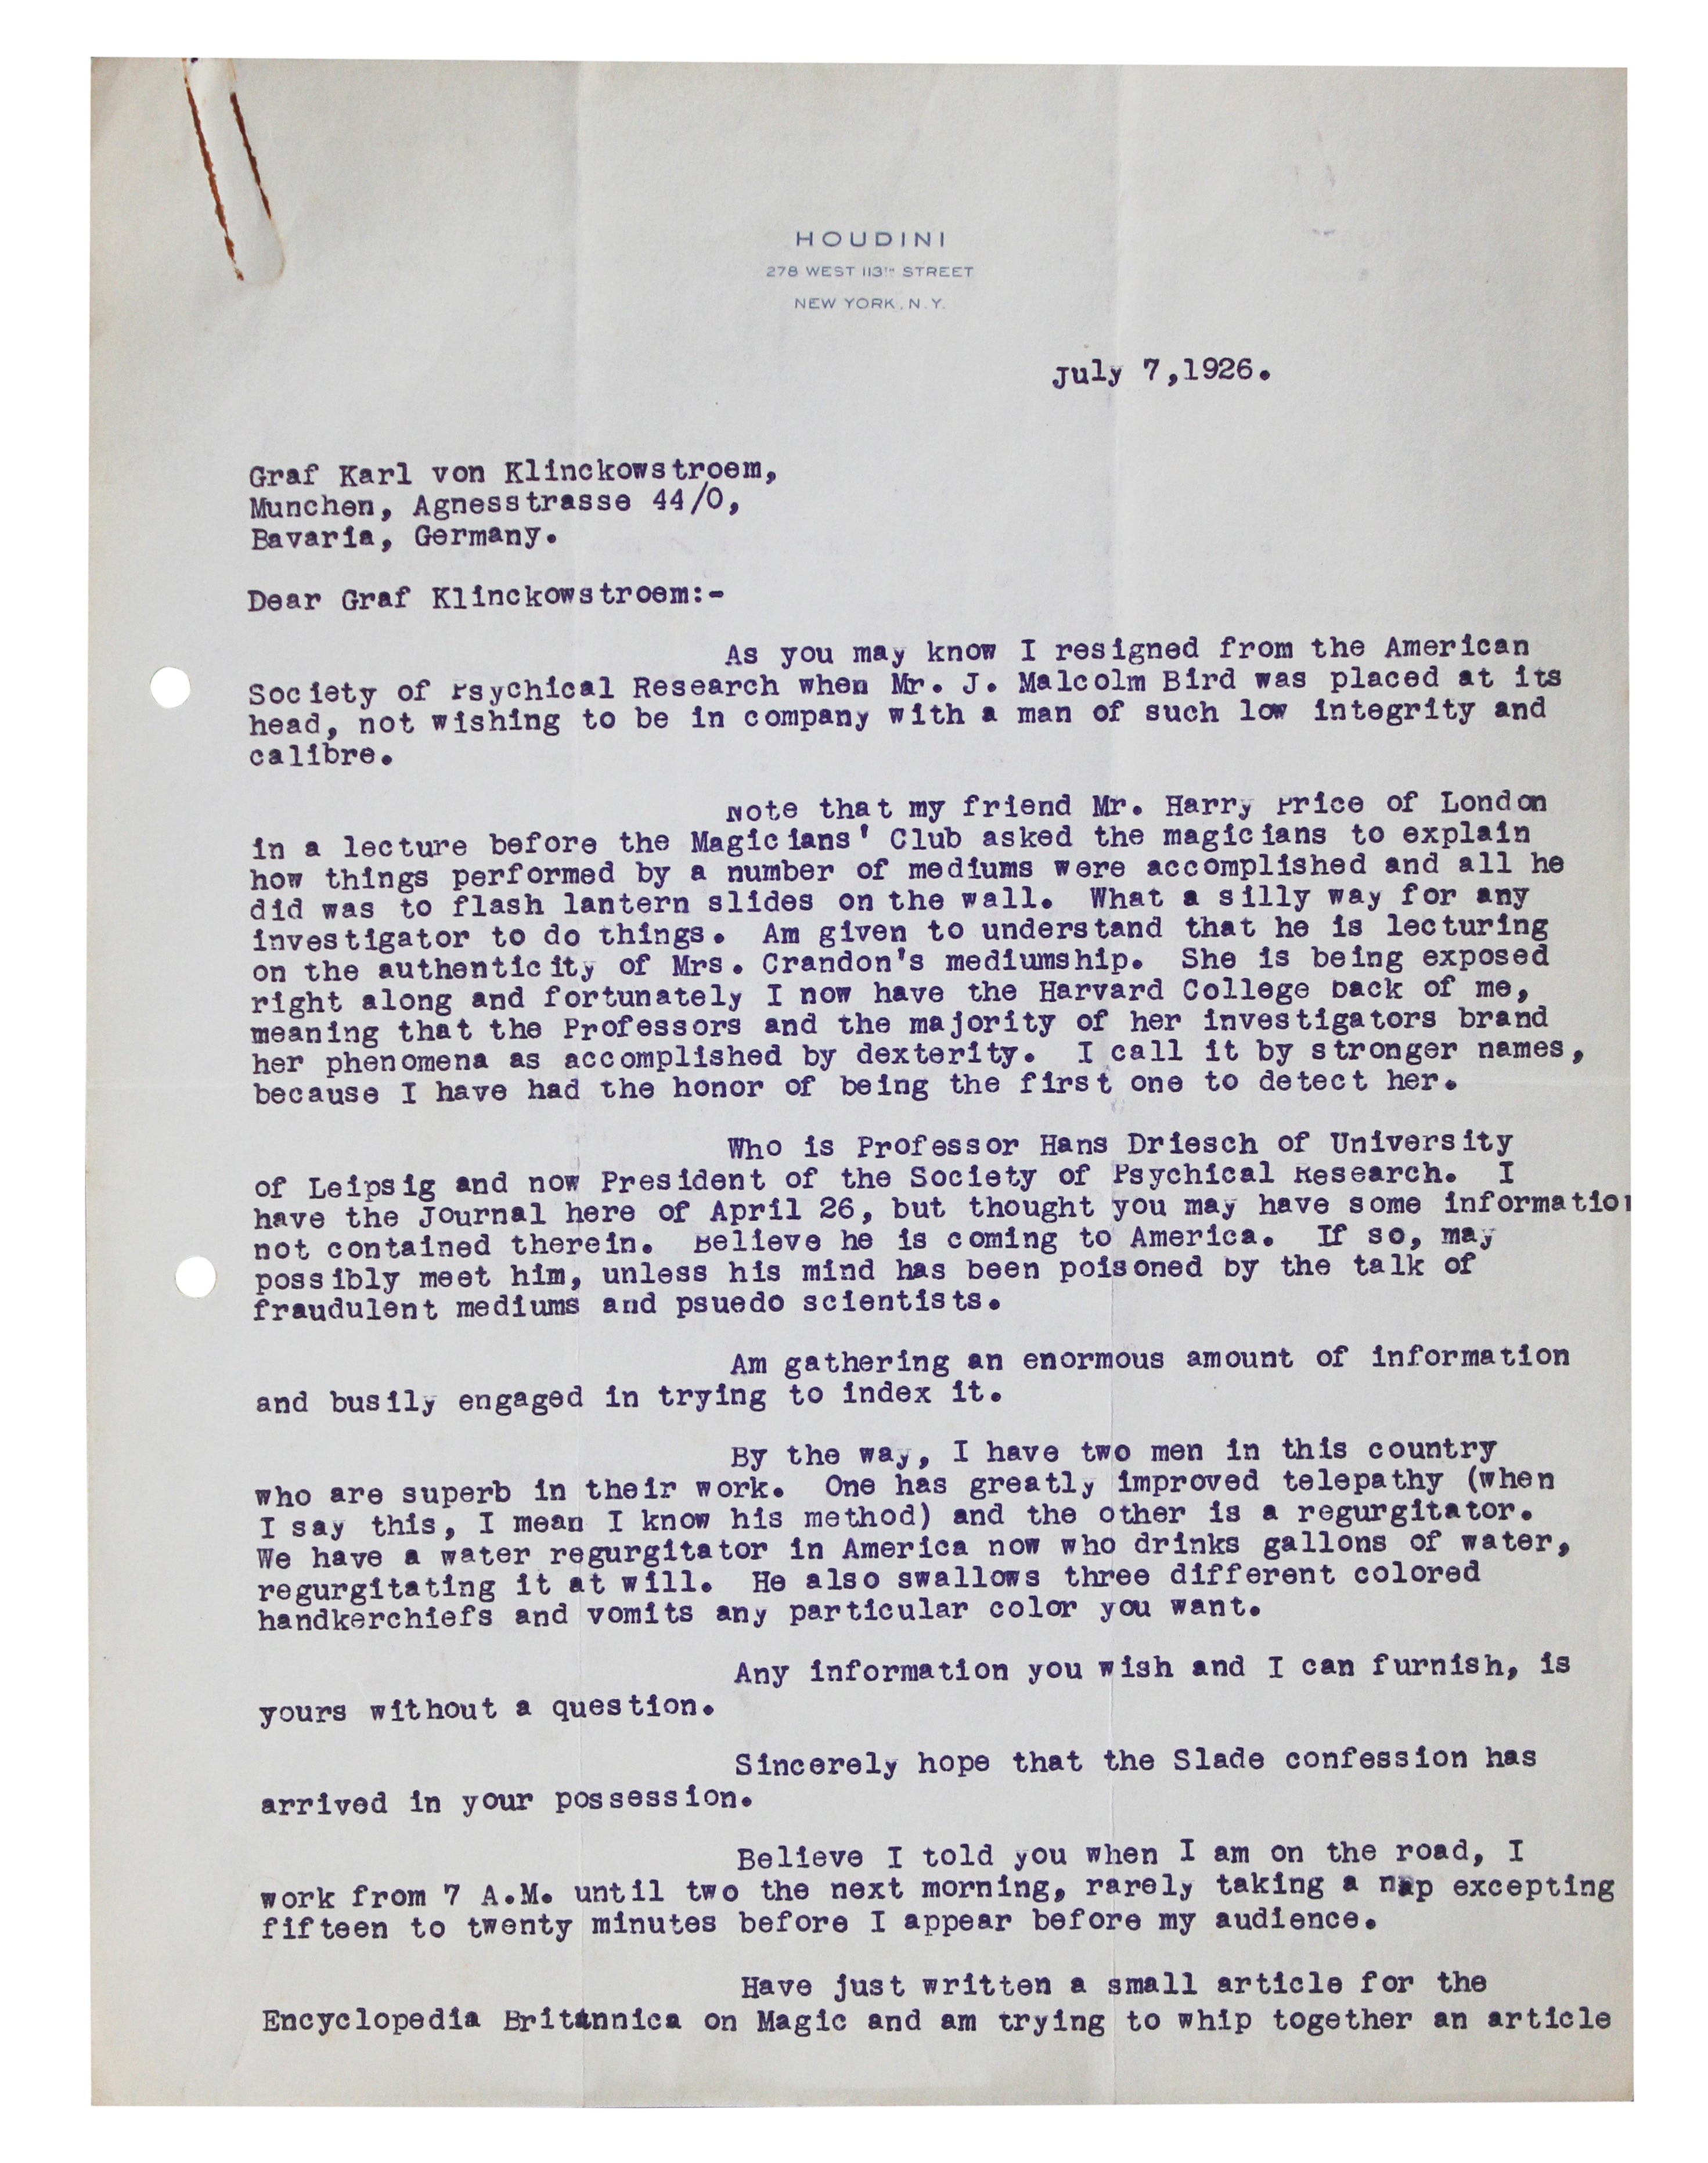 HOUDINI
278 WEST 113TH STREET
NEW YORK, N.Y.
July 7,1926.
Graf Karl von Klinckowstroem,
Munchen, Agnesstrasse 44/0,
Bavaria, Germany.
Dear Graf Klinckowstroem:-
As you may know I resigned from the American
Society of Psychical Research when Mr. J. Malcolm Bird was placed at its
head, not wishing to be in company with a man of such low integrity and
calibre.
Note that my friend Mr. Harry Price of London
in a lecture before the Magicians' Club asked the magicians to explain
how things performed by a number of mediums were accomplished and all he
did was to flash lantern slides on the wall. What a silly way for any
investigator to do things. Am given to understand that he is lecturing
on the authenticity of Mrs. Crandon's mediumship. She is being exposed
right along and fortunately I now have the Harvard College back of me,
meaning that the Professors and the majority of her investigators brand
her phenomena as accomplished by dexterity. I call it by stronger names,
because I have had the honor of being the first one to detect her.
Who is Professor Hans Driesch of University
of Leipsig and now President of the Society of Psychical Research. I
have the Journal here of April 26, but thought you may have some information
not contained therein. Believe he is coming to America. If so, may
possibly meet him, unless his mind has been poisoned by the talk of
fraudulent mediums and psuedo scientists.
Am gathering an enormous amount of information
and busily engaged in trying to index it.
By the way, I have two men in this country
who are superb in their work. One has greatly improved telepathy (when
I say this, I mean I know his method) and the other is a regurgitator.
We have a water regurgitator in America now who drinks gallons of water,
regurgitating it at will. He also swallows three different colored
handkerchiefs and vomits any particular color you want.
Any information you wish and I can furnish, is
yours without a question.
Sincerely hope that the Slade confession has
arrived in your possession.
Believe I told you when I am on the road, I
work from 7 A.M. until two the next morning, rarely taking a nap excepting
fifteen to twenty minutes before I appear before my audience.
Have just written a small article for the
Encyclopedia Britannica on Magic and am trying to whip together an article